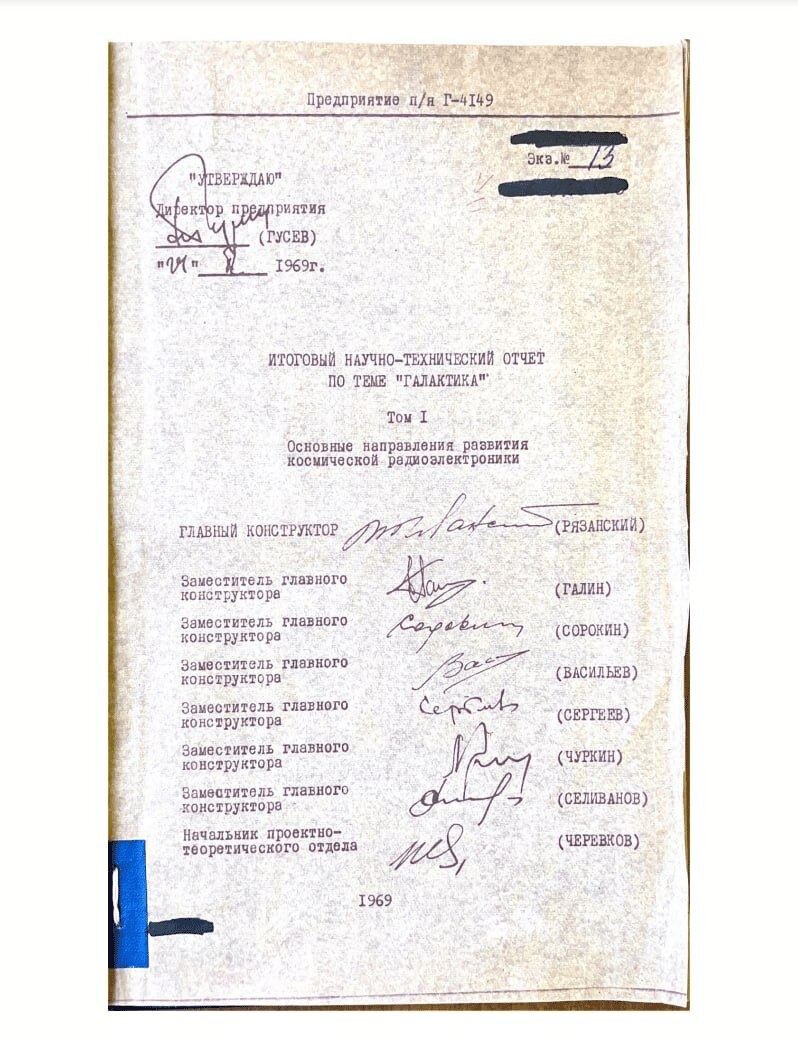 Предприятие п/я Г-4149
Экз.№ 13
"УТВЕРЖДАЮ"
Директор предприятия
(ГУСЕВ)
1969г.
ИТОГОВЫЙ НАУЧНО-ТЕХНИЧЕСКИЙ ОТЧЕТ
ПО ТЕМЕ "ГАЛАКТИКА"
Том I
Основные направления развития
космической радиоэлектроники
ГЛАВНЫЙ КОНСТРУКТОР (РЯЗАНСКИЙ)
Заместитель главного
конструктора (ГАЛИН)
Заместитель главного
конструктора (СОРОКИН)
Заместитель главного
конструктора (ВАСИЛЬЕВ)
Заместитель главного
конструктора (СЕРГЕЕВ)
Заместитель главного
конструктора (ЧУРКИН)
Заместитель главного
конструктора (СЕЛИВАНОВ)
Начальник проектно-
теоретического отдела (ЧЕРЕВКОВ)
1969